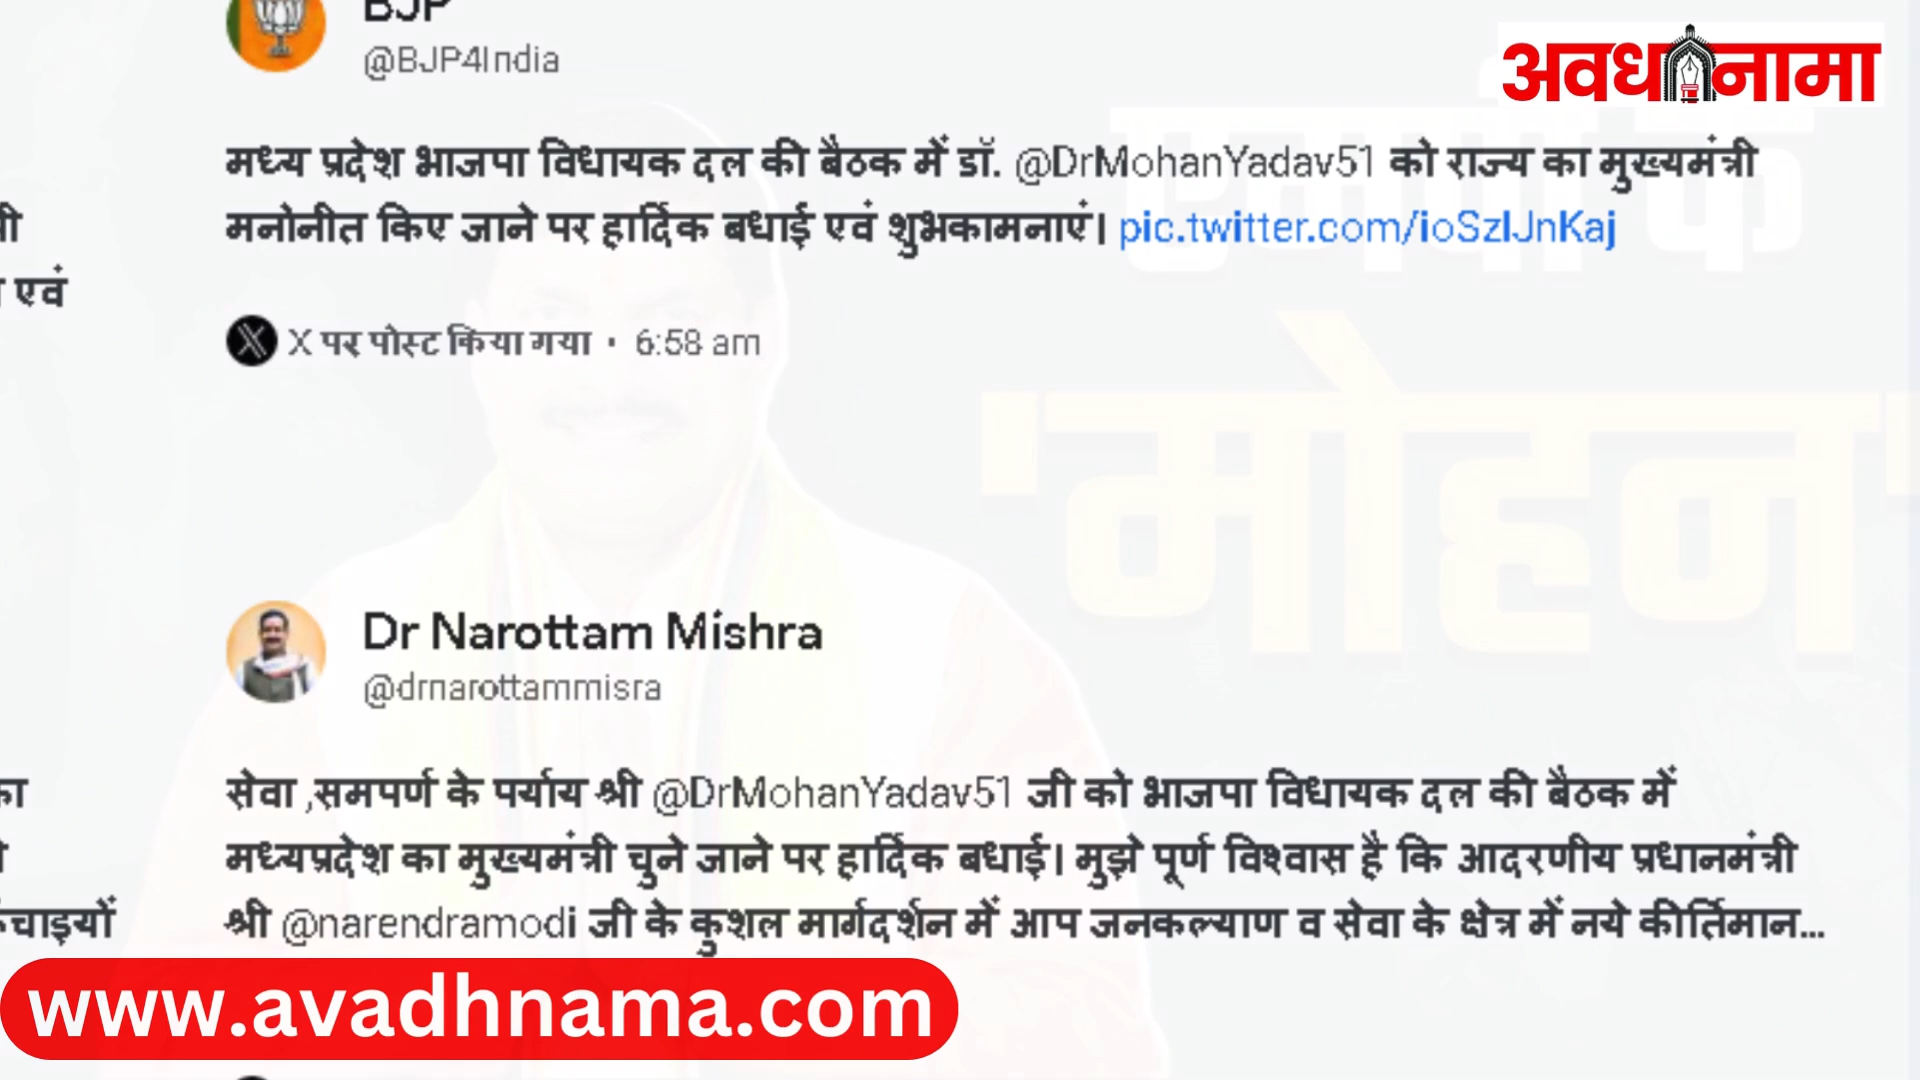 BJP
@BJP4India
अवधनामा
मध्य प्रदेश भाजपा विधायक दल की बैठक में डॉ. @DrMohanYadav51 को राज्य का मुख्यमंत्री
मनोनीत किए जाने पर हार्दिक बधाई एवं शुभकामनाएं। pic.twitter.com/ioSzlJnKaj
एवं
X पर पोस्ट किया गया · 6:58 am
'मोहन'
Dr Narottam Mishra
@drnarottammisra
सेवा ,समपर्ण के पर्याय श्री @DrMohanYadav51 जी को भाजपा विधायक दल की बैठक में
मध्यप्रदेश का मुख्यमंत्री चुने जाने पर हार्दिक बधाई। मुझे पूर्ण विश्वास है कि आदरणीय प्रधानमंत्री
श्री @narendramodi जी के कुशल मार्गदर्शन में आप जनकल्याण व सेवा के क्षेत्र में नये कीर्तिमान...
www.avadhnama.com